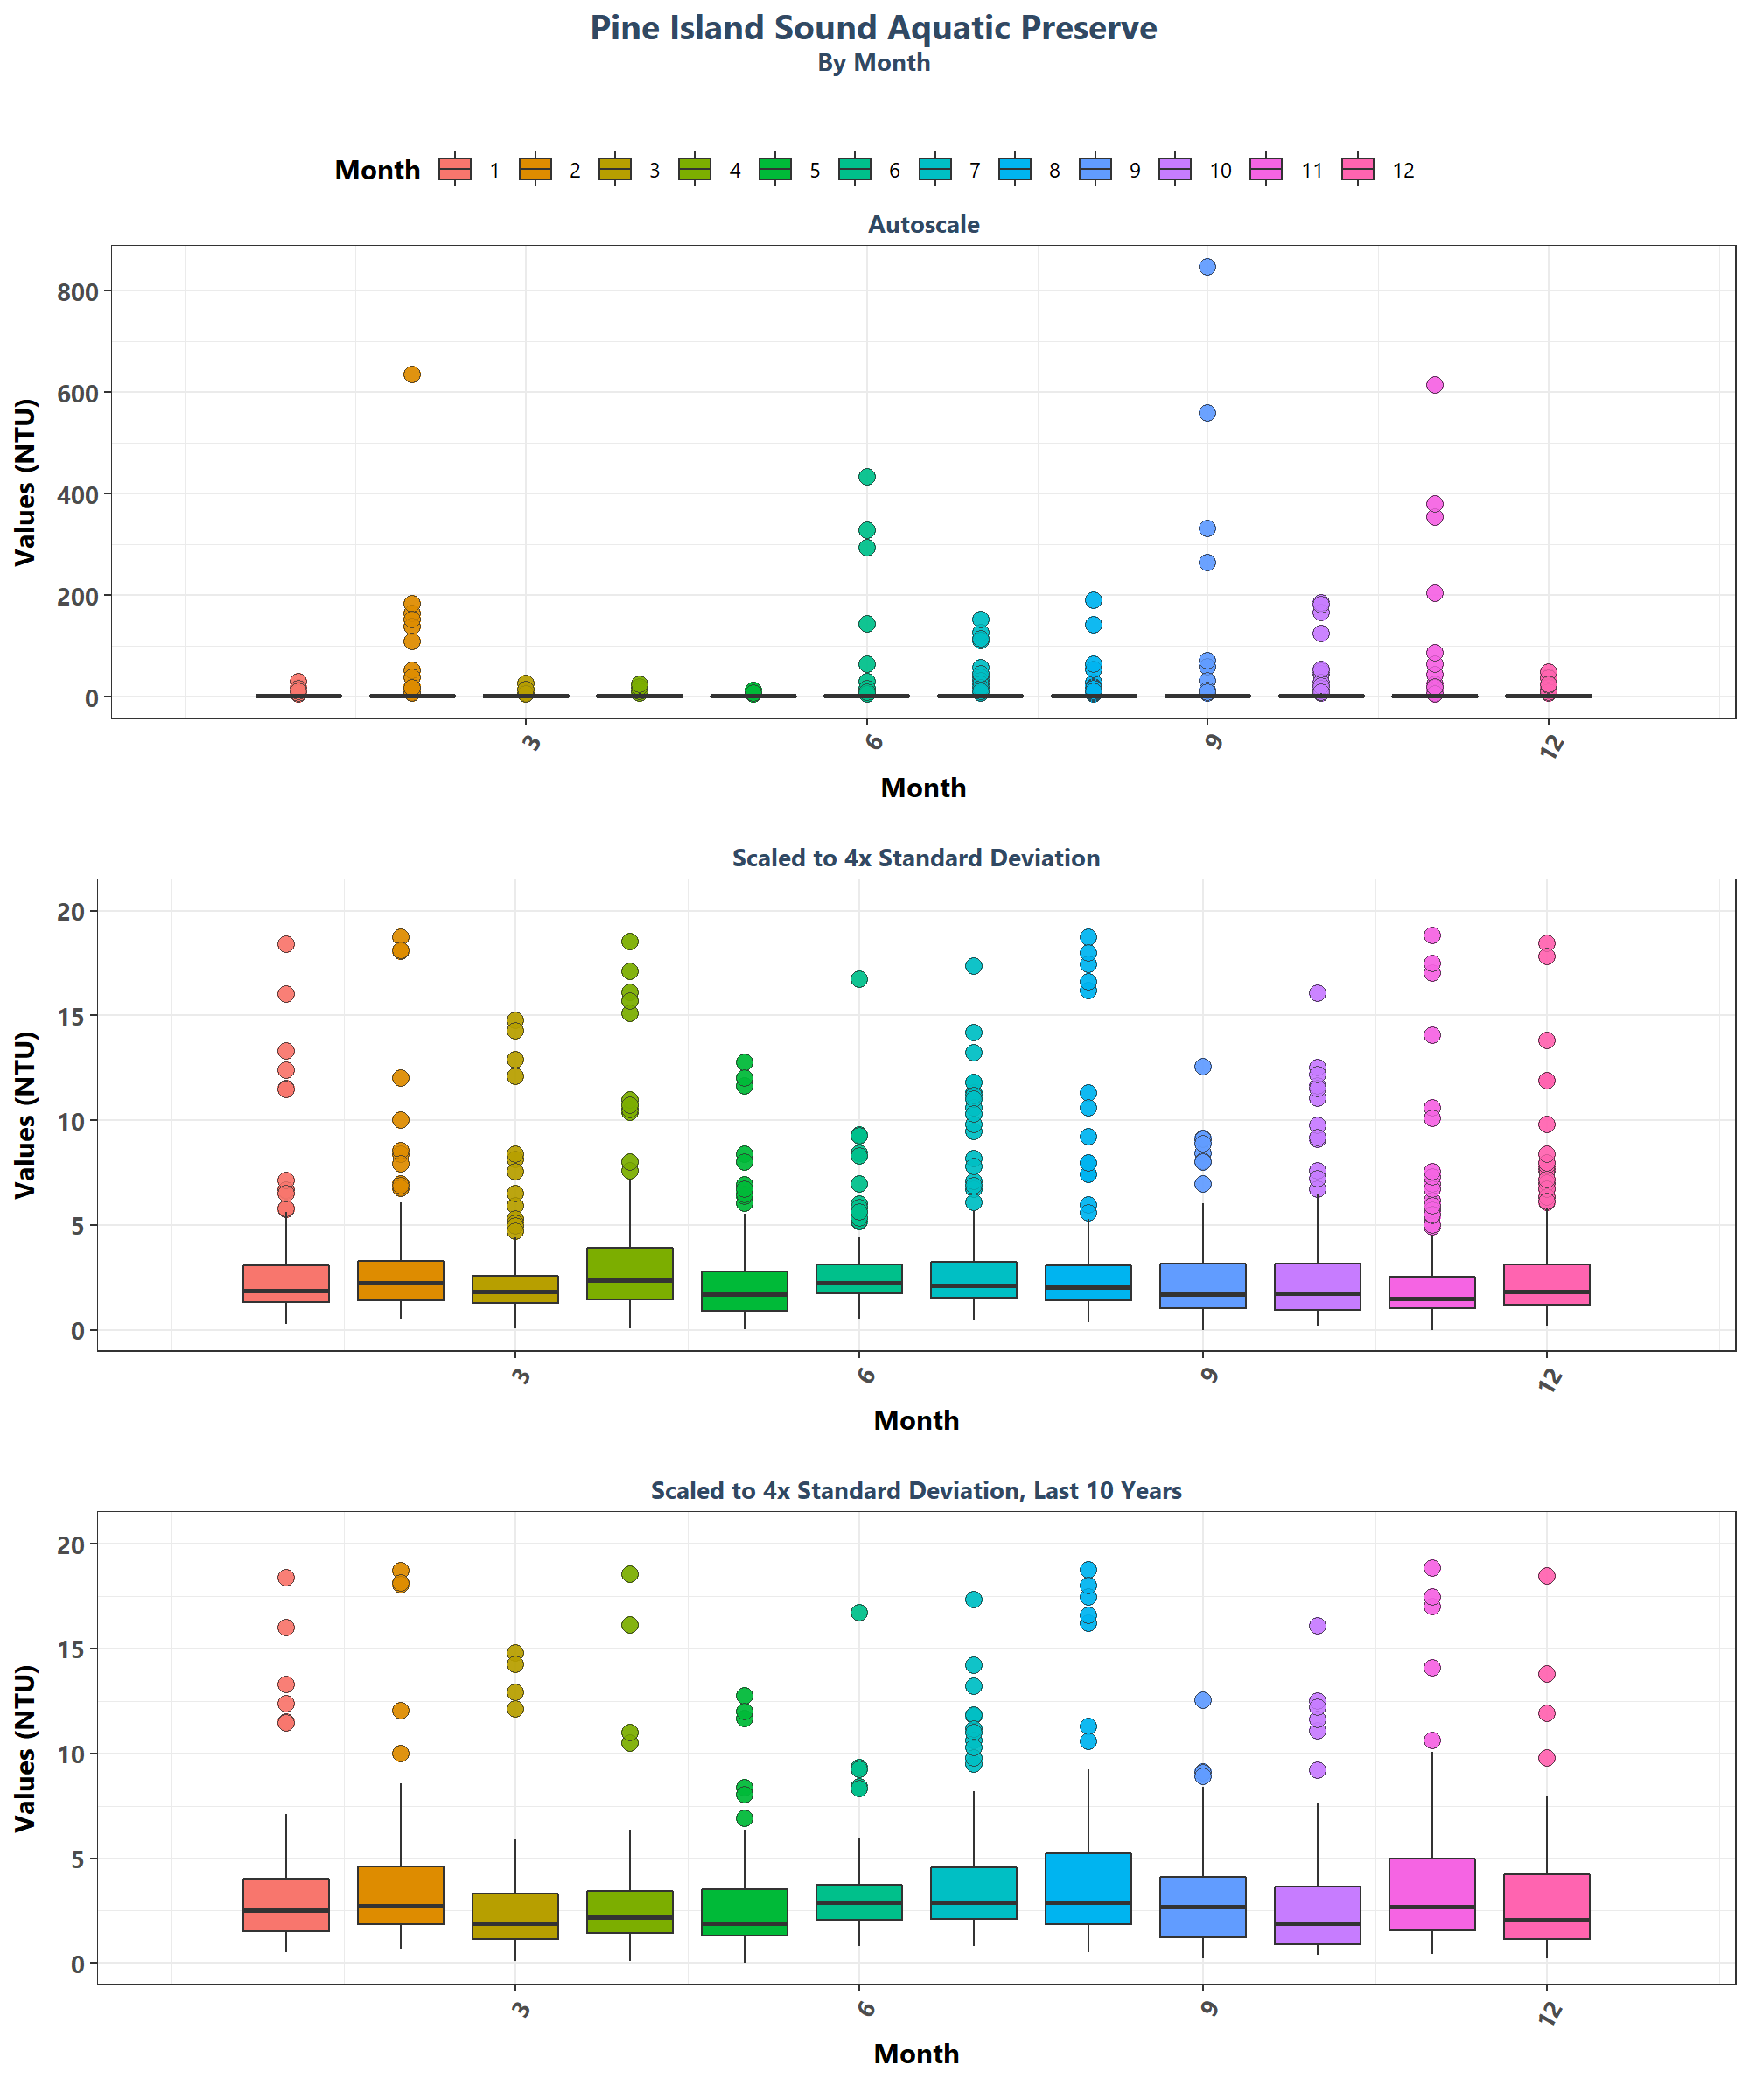 Pine Island Sound Aquatic Preserve
By Month
Month 1 2 3 4 5 6 7 8 9 10 11 12
Autoscale
Values (NTU)
800
600
400
200
0
3 6 9 12
Month
Scaled to 4x Standard Deviation
Values (NTU)
20
15
10
5
0
3 6 9 12
Month
Scaled to 4x Standard Deviation, Last 10 Years
Values (NTU)
20
15
10
5
0
3 6 9 12
Month